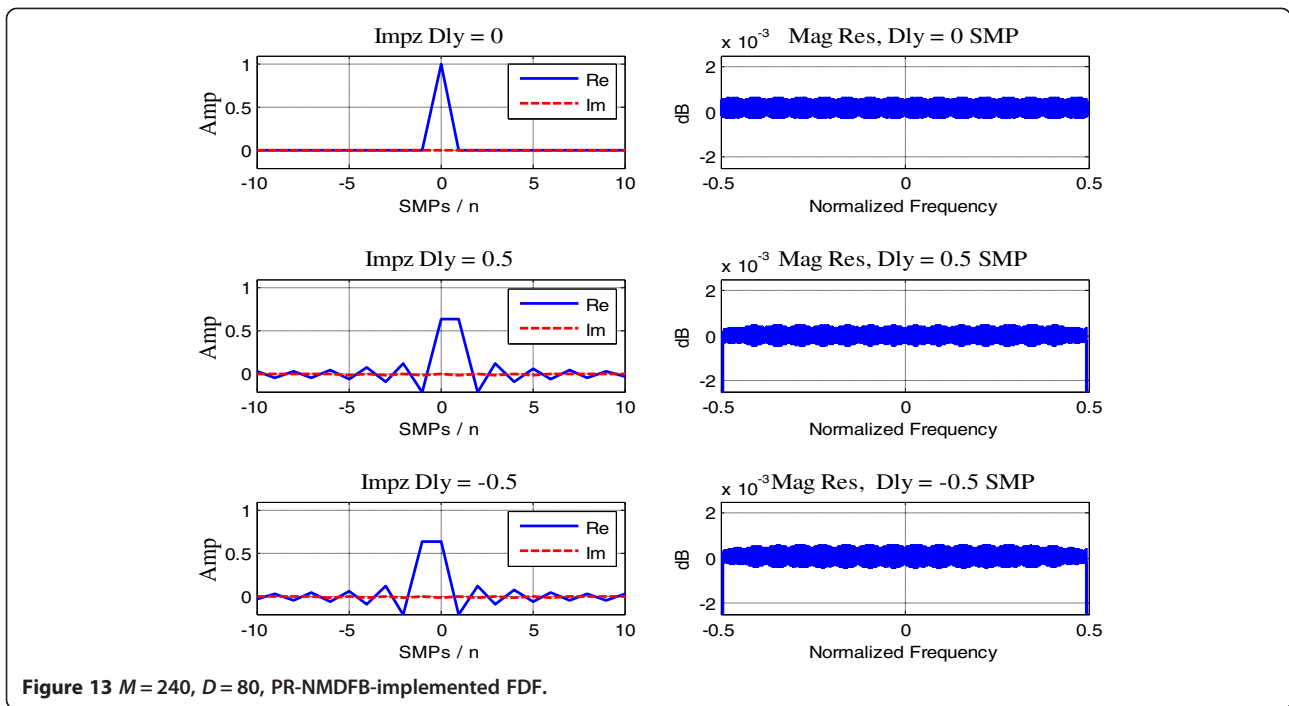 Impz Dly = 0
1
0.5
0
Amp
Re
Im
-10 -5 0 5 10
SMPs / n
x 10-3 Mag Res, Dly = 0 SMP
2
0
-2
dB
-0.5 0 0.5
Normalized Frequency
Impz Dly = 0.5
1
0.5
0
Amp
Re
Im
-10 -5 0 5 10
SMPs / n
x 10-3 Mag Res, Dly = 0.5 SMP
2
0
-2
dB
-0.5 0 0.5
Normalized Frequency
Impz Dly = -0.5
1
0.5
0
Amp
Re
Im
-10 -5 0 5 10
SMPs / n
x 10-3 Mag Res, Dly = -0.5 SMP
2
0
-2
dB
-0.5 0 0.5
Normalized Frequency
Figure 13 M = 240, D = 80, PR-NMDFB-implemented FDF.